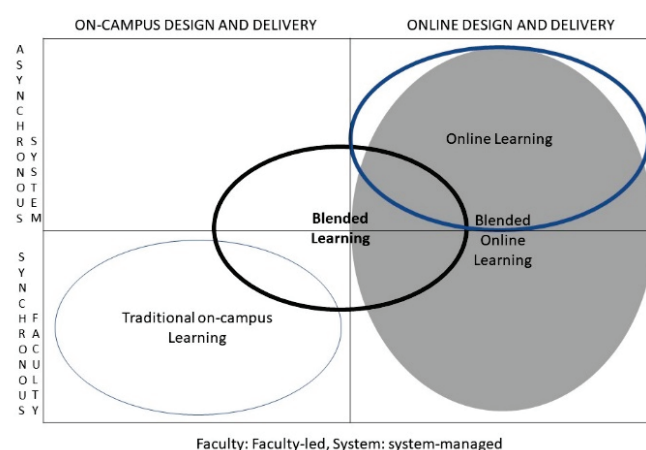 ON-CAMPUS DESIGN AND DELIVERY
ONLINE DESIGN AND DELIVERY
ASYNCHRONOUS
SYSTEM
Online Learning
Blended
Learning
Blended
Online
Learning
SYNCHRONOUS
FACULTY
Traditional on-campus
Learning
Faculty: Faculty-led, System: system-managed